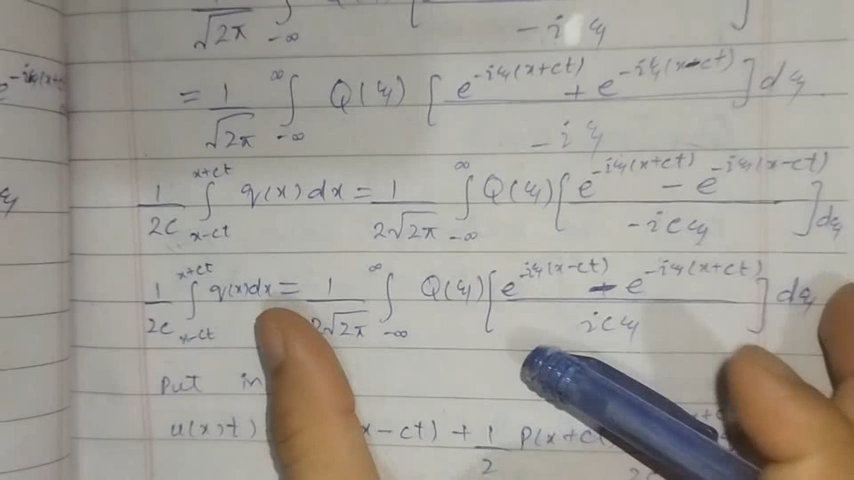 1/√2π ∫_{-∞} [ / -iξ ]
e^{-iξ(x+
= 1/√2π ∫_{-∞}^{∞} Q(ξ) [ (e^{-iξ(x+ct)} + e^{-iξ(x-ct)}) / -iξ ] dξ
1/2c ∫_{x-ct}^{x+ct} q(x) dx = 1/2√2π ∫_{-∞}^{∞} Q(ξ) [ (e^{-iξ(x+ct)} - e^{-iξ(x-ct)}) / -icξ ] dξ
1/2c ∫_{x-ct}^{x+ct} q(x)dx = 1/2√2π ∫_{-∞}^{∞} Q(ξ) [ (e^{-iξ(x-ct)} - e^{-iξ(x+ct)}) / icξ ] dξ
Put in
u(x,t) x-ct) + 1/2 P(x+c